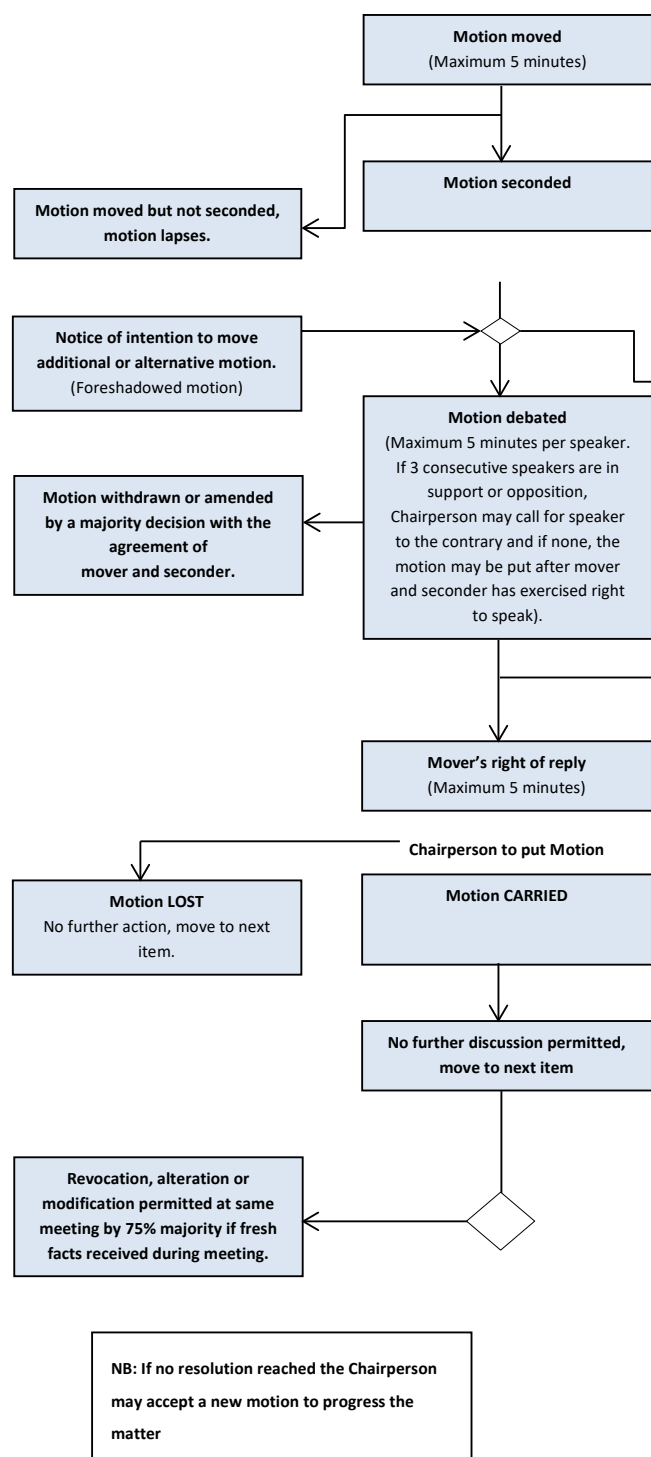 Motion moved
(Maximum 5 minutes)
Motion seconded
Motion moved but not seconded,
motion lapses.
Notice of intention to move
additional or alternative motion.
(Foreshadowed motion)
Motion debated
(Maximum 5 minutes per speaker.
If 3 consecutive speakers are in
support or opposition,
Chairperson may call for speaker
to the contrary and if none, the
motion may be put after mover
and seconder has exercised right
to speak).
Motion withdrawn or amended
by a majority decision with the
agreement of
mover and seconder.
Mover’s right of reply
(Maximum 5 minutes)
Chairperson to put Motion
Motion LOST
No further action, move to next
item.
Motion CARRIED
No further discussion permitted,
move to next item
Revocation, alteration or
modification permitted at same
meeting by 75% majority if fresh
facts received during meeting.
NB: If no resolution reached the Chairperson
may accept a new motion to progress the
matter